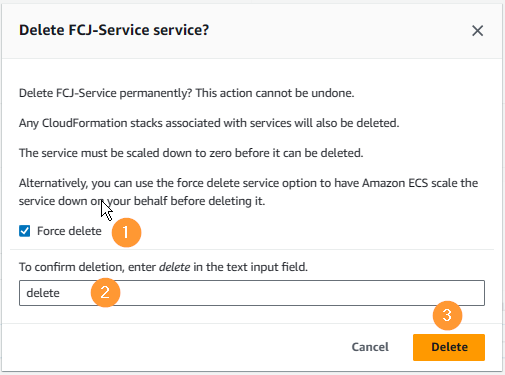 Delete FCJ-Service service?
Delete FCJ-Service permanently? This action cannot be undone.
Any CloudFormation stacks associated with services will also be deleted.
The service must be scaled down to zero before it can be deleted.
Alternatively, you can use the force delete service option to have Amazon ECS scale the
service down on your behalf before deleting it.
Force delete 1
To confirm deletion, enter delete in the text input field.
delete 2
3
Cancel Delete